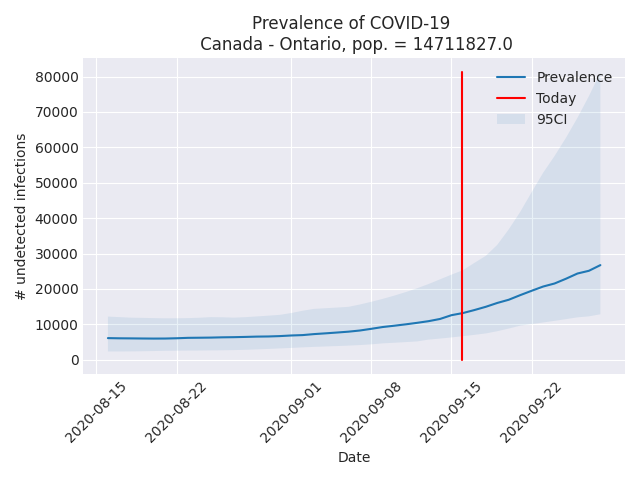 Prevalence of COVID-19
Canada - Ontario, pop. = 14711827.0
Prevalence
Today
95CI
# undetected infections
80000
70000
60000
50000
40000
30000
20000
10000
0
2020-08-15
2020-08-22
2020-09-01
2020-09-08
2020-09-15
2020-09-22
Date